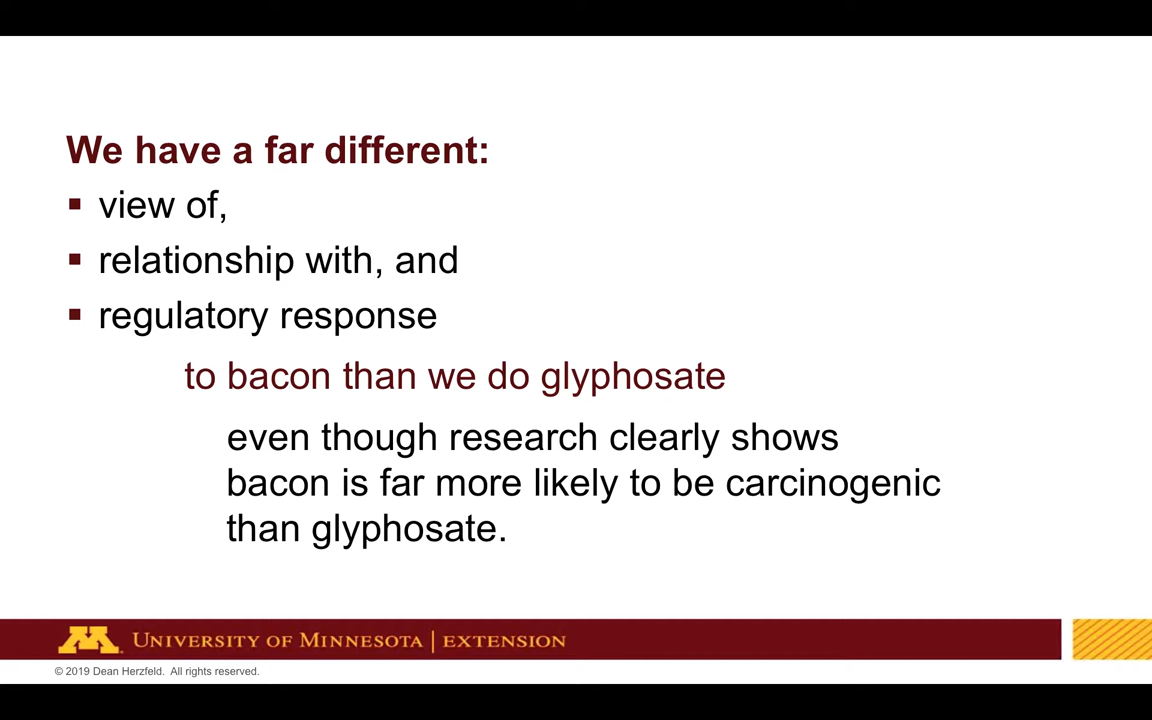 We have a far different:
▪ view of,
▪ relationship with, and
▪ regulatory response
to bacon than we do glyphosate
even though research clearly shows
bacon is far more likely to be carcinogenic
than glyphosate.
M UNIVERSITY OF MINNESOTA | EXTENSION
© 2019 Dean Herzfeld. All rights reserved.